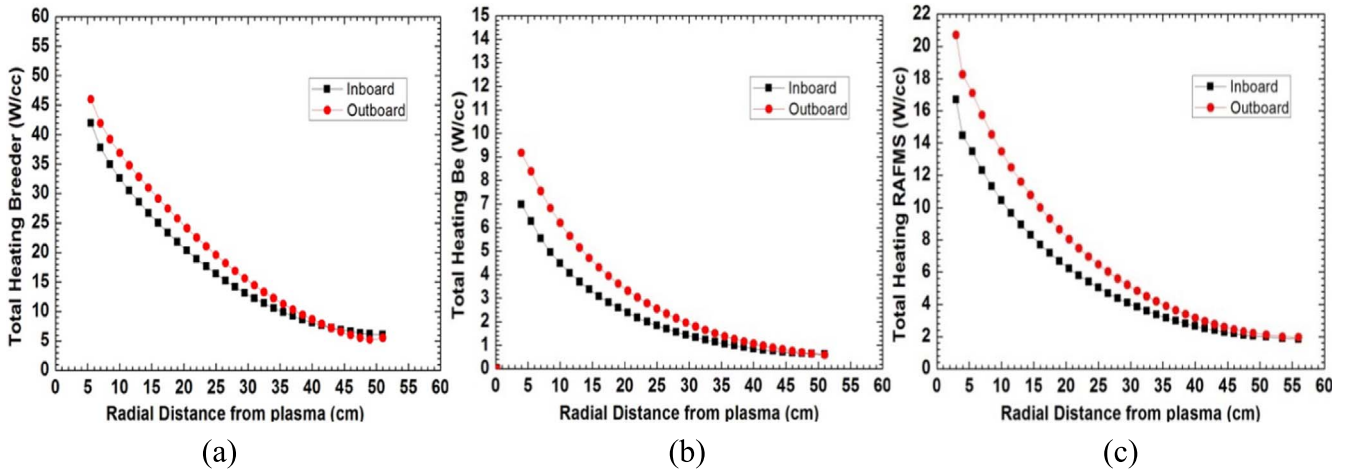 60
55
50
45
40
35
30
25
20
15
10
5
0
Total Heating Breeder (W/cc)
Inboard
Outboard
0 5 10 15 20 25 30 35 40 45 50 55 60
Radial Distance from plasma (cm)
(a)
15
14
13
12
11
10
9
8
7
6
5
4
3
2
1
0
Total Heating Be (W/cc)
Inboard
Outboard
0 5 10 15 20 25 30 35 40 45 50 55 60
Radial Distance from plasma (cm)
(b)
22
20
18
16
14
12
10
8
6
4
2
0
Total Heating RAFMS (W/cc)
Inboard
Outboard
0 5 10 15 20 25 30 35 40 45 50 55 60
Radial Distance from plasma (cm)
(c)